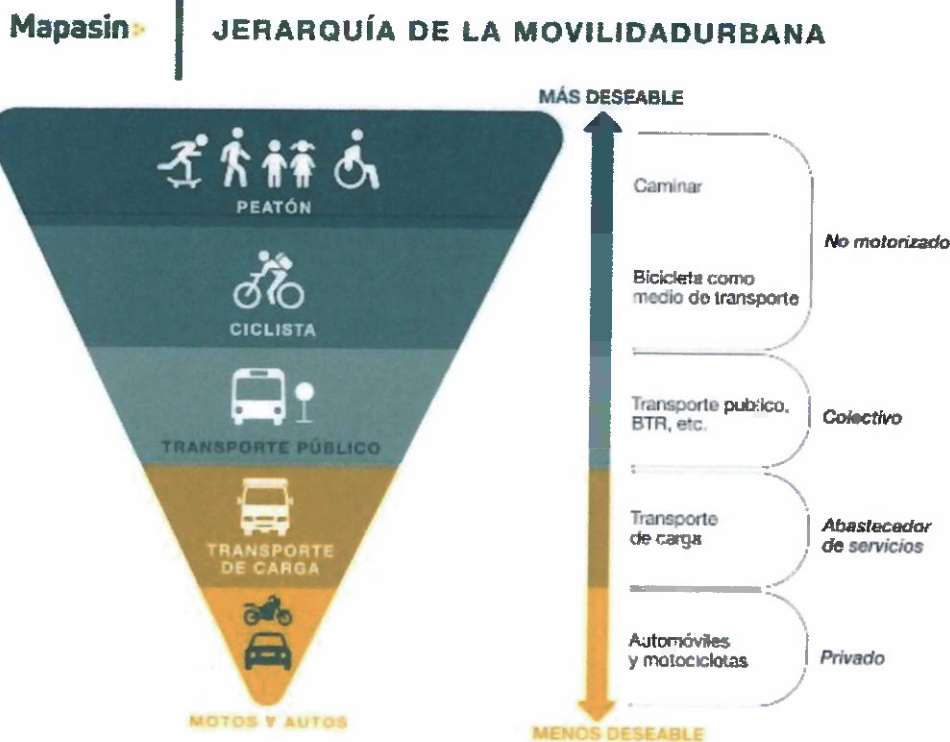 Mapasin
JERARQUÍA DE LA MOVILIDADURBANA
MÁS DESEABLE
PEATÓN
CICLISTA
TRANSPORTE PÚBLICO
TRANSPORTE
DE CARGA
MOTOS Y AUTOS
Caminar
Bicicleta como
medio de transporte
No motorizado
Transporte publico,
BTR, etc.
Colectivo
Transporte
de carga
Abastecador
de servicios
Automóviles
y motocicletas
Privado
MENOS DESEABLE